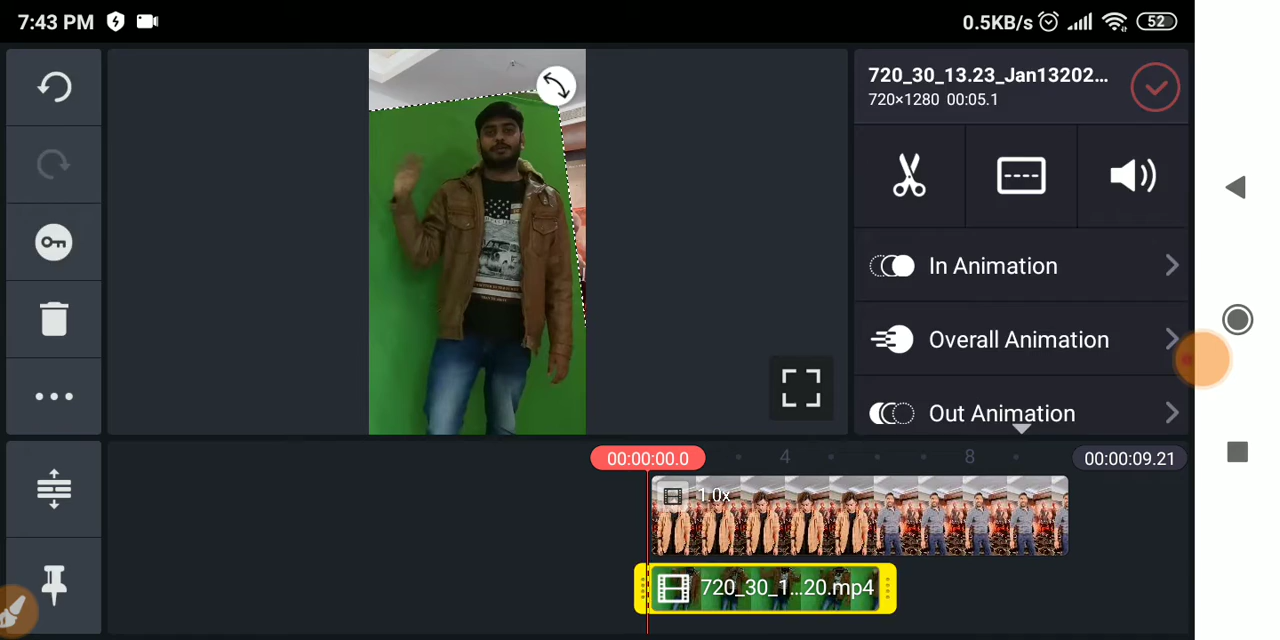 7:43 PM
0.5KB/s
52
720_30_13.23_Jan13202...
720×1280 00:05.1
In Animation
Overall Animation
Out Animation
00:00:00.0
4
8
00:00:09.21
1.0x
720_30_1...20.mp4